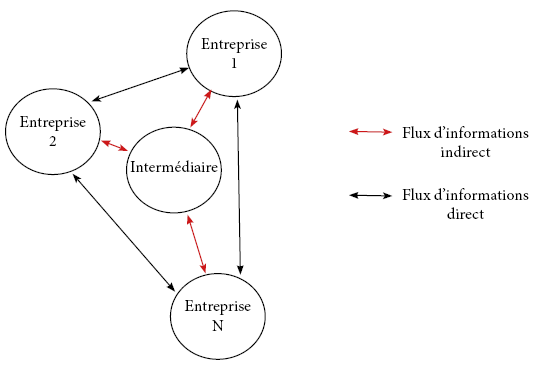 Entreprise
1
Entreprise
2
Intermédiaire
Entreprise
N
Flux d'informations
indirect
Flux d'informations
direct